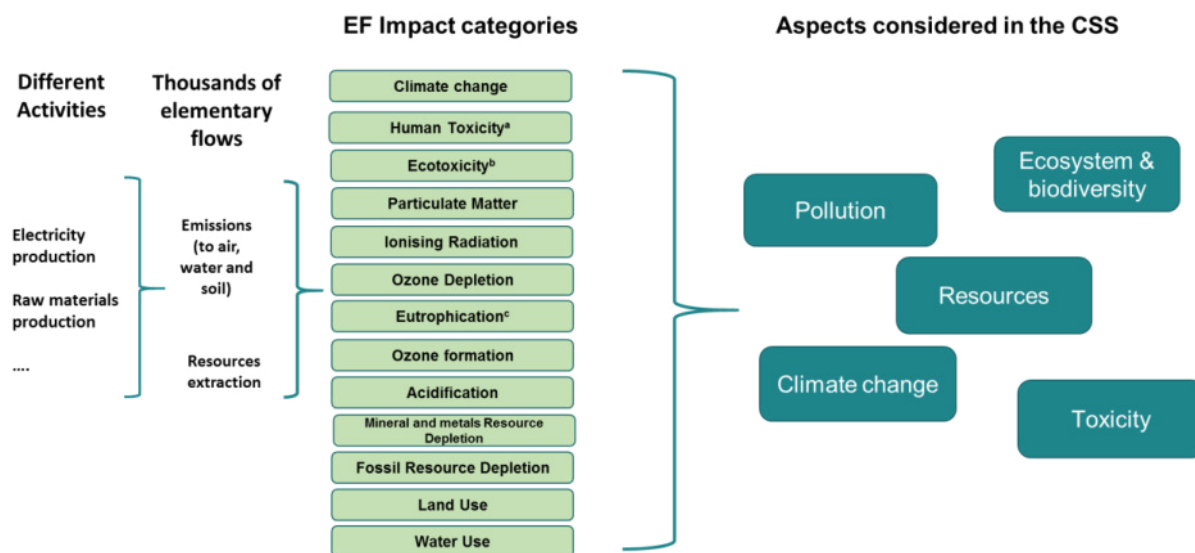 EF Impact categories
Aspects considered in the CSS
Different
Activities
Thousands of
elementary
flows
Electricity
production
Raw materials
production
....
Emissions
(to air,
water and
soil)
Resources
extraction
Climate change
Human Toxicityᵃ
Ecotoxicityᵇ
Particulate Matter
Ionising Radiation
Ozone Depletion
Eutrophicationᶜ
Ozone formation
Acidification
Mineral and metals Resource
Depletion
Fossil Resource Depletion
Land Use
Water Use
Ecosystem &
biodiversity
Pollution
Resources
Climate change
Toxicity